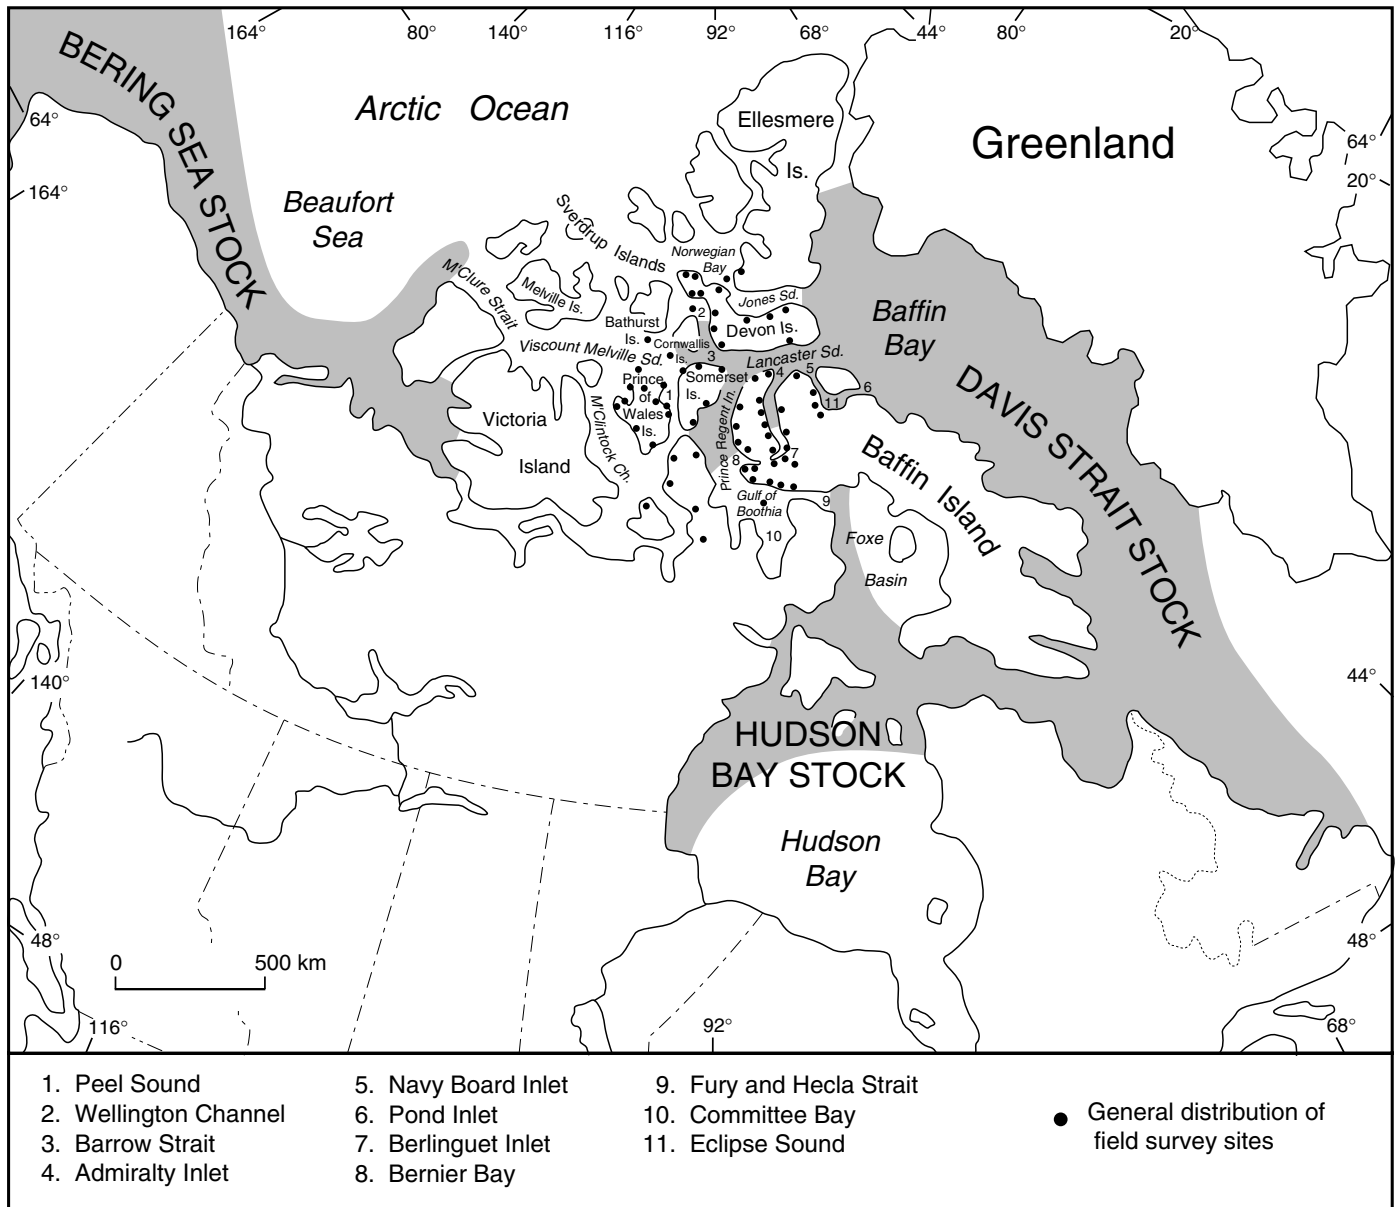 164°
80°
140°
116°
92°
68°
44°
80°
20°
BERING SEA STOCK
Arctic Ocean
Ellesmere
Is.
Greenland
64°
64°
164°
20°
Beaufort
Sea
Sverdrup Islands
Norwegian
Bay
M'Clure Strait
Melville Is.
Jones Sd.
Bathurst
Is.
2
Devon Is.
Baffin
Bay
Cornwallis
Is.
3
Viscount Melville Sd.
Lancaster Sd.
Prince
of
Wales
Is.
1
Somerset
Is.
4
5
6
11
DAVIS STRAIT STOCK
Victoria
Island
M'Clintock Ch.
Prince Regent In.
7
8
Baffin Island
Gulf of
Boothia
9
10
Foxe
Basin
140°
44°
HUDSON
BAY STOCK
Hudson
Bay
48°
48°
0
500 km
116°
92°
68°
1. Peel Sound
2. Wellington Channel
3. Barrow Strait
4. Admiralty Inlet
5. Navy Board Inlet
6. Pond Inlet
7. Berlinguet Inlet
8. Bernier Bay
9. Fury and Hecla Strait
10. Committee Bay
11. Eclipse Sound
General distribution of
field survey sites